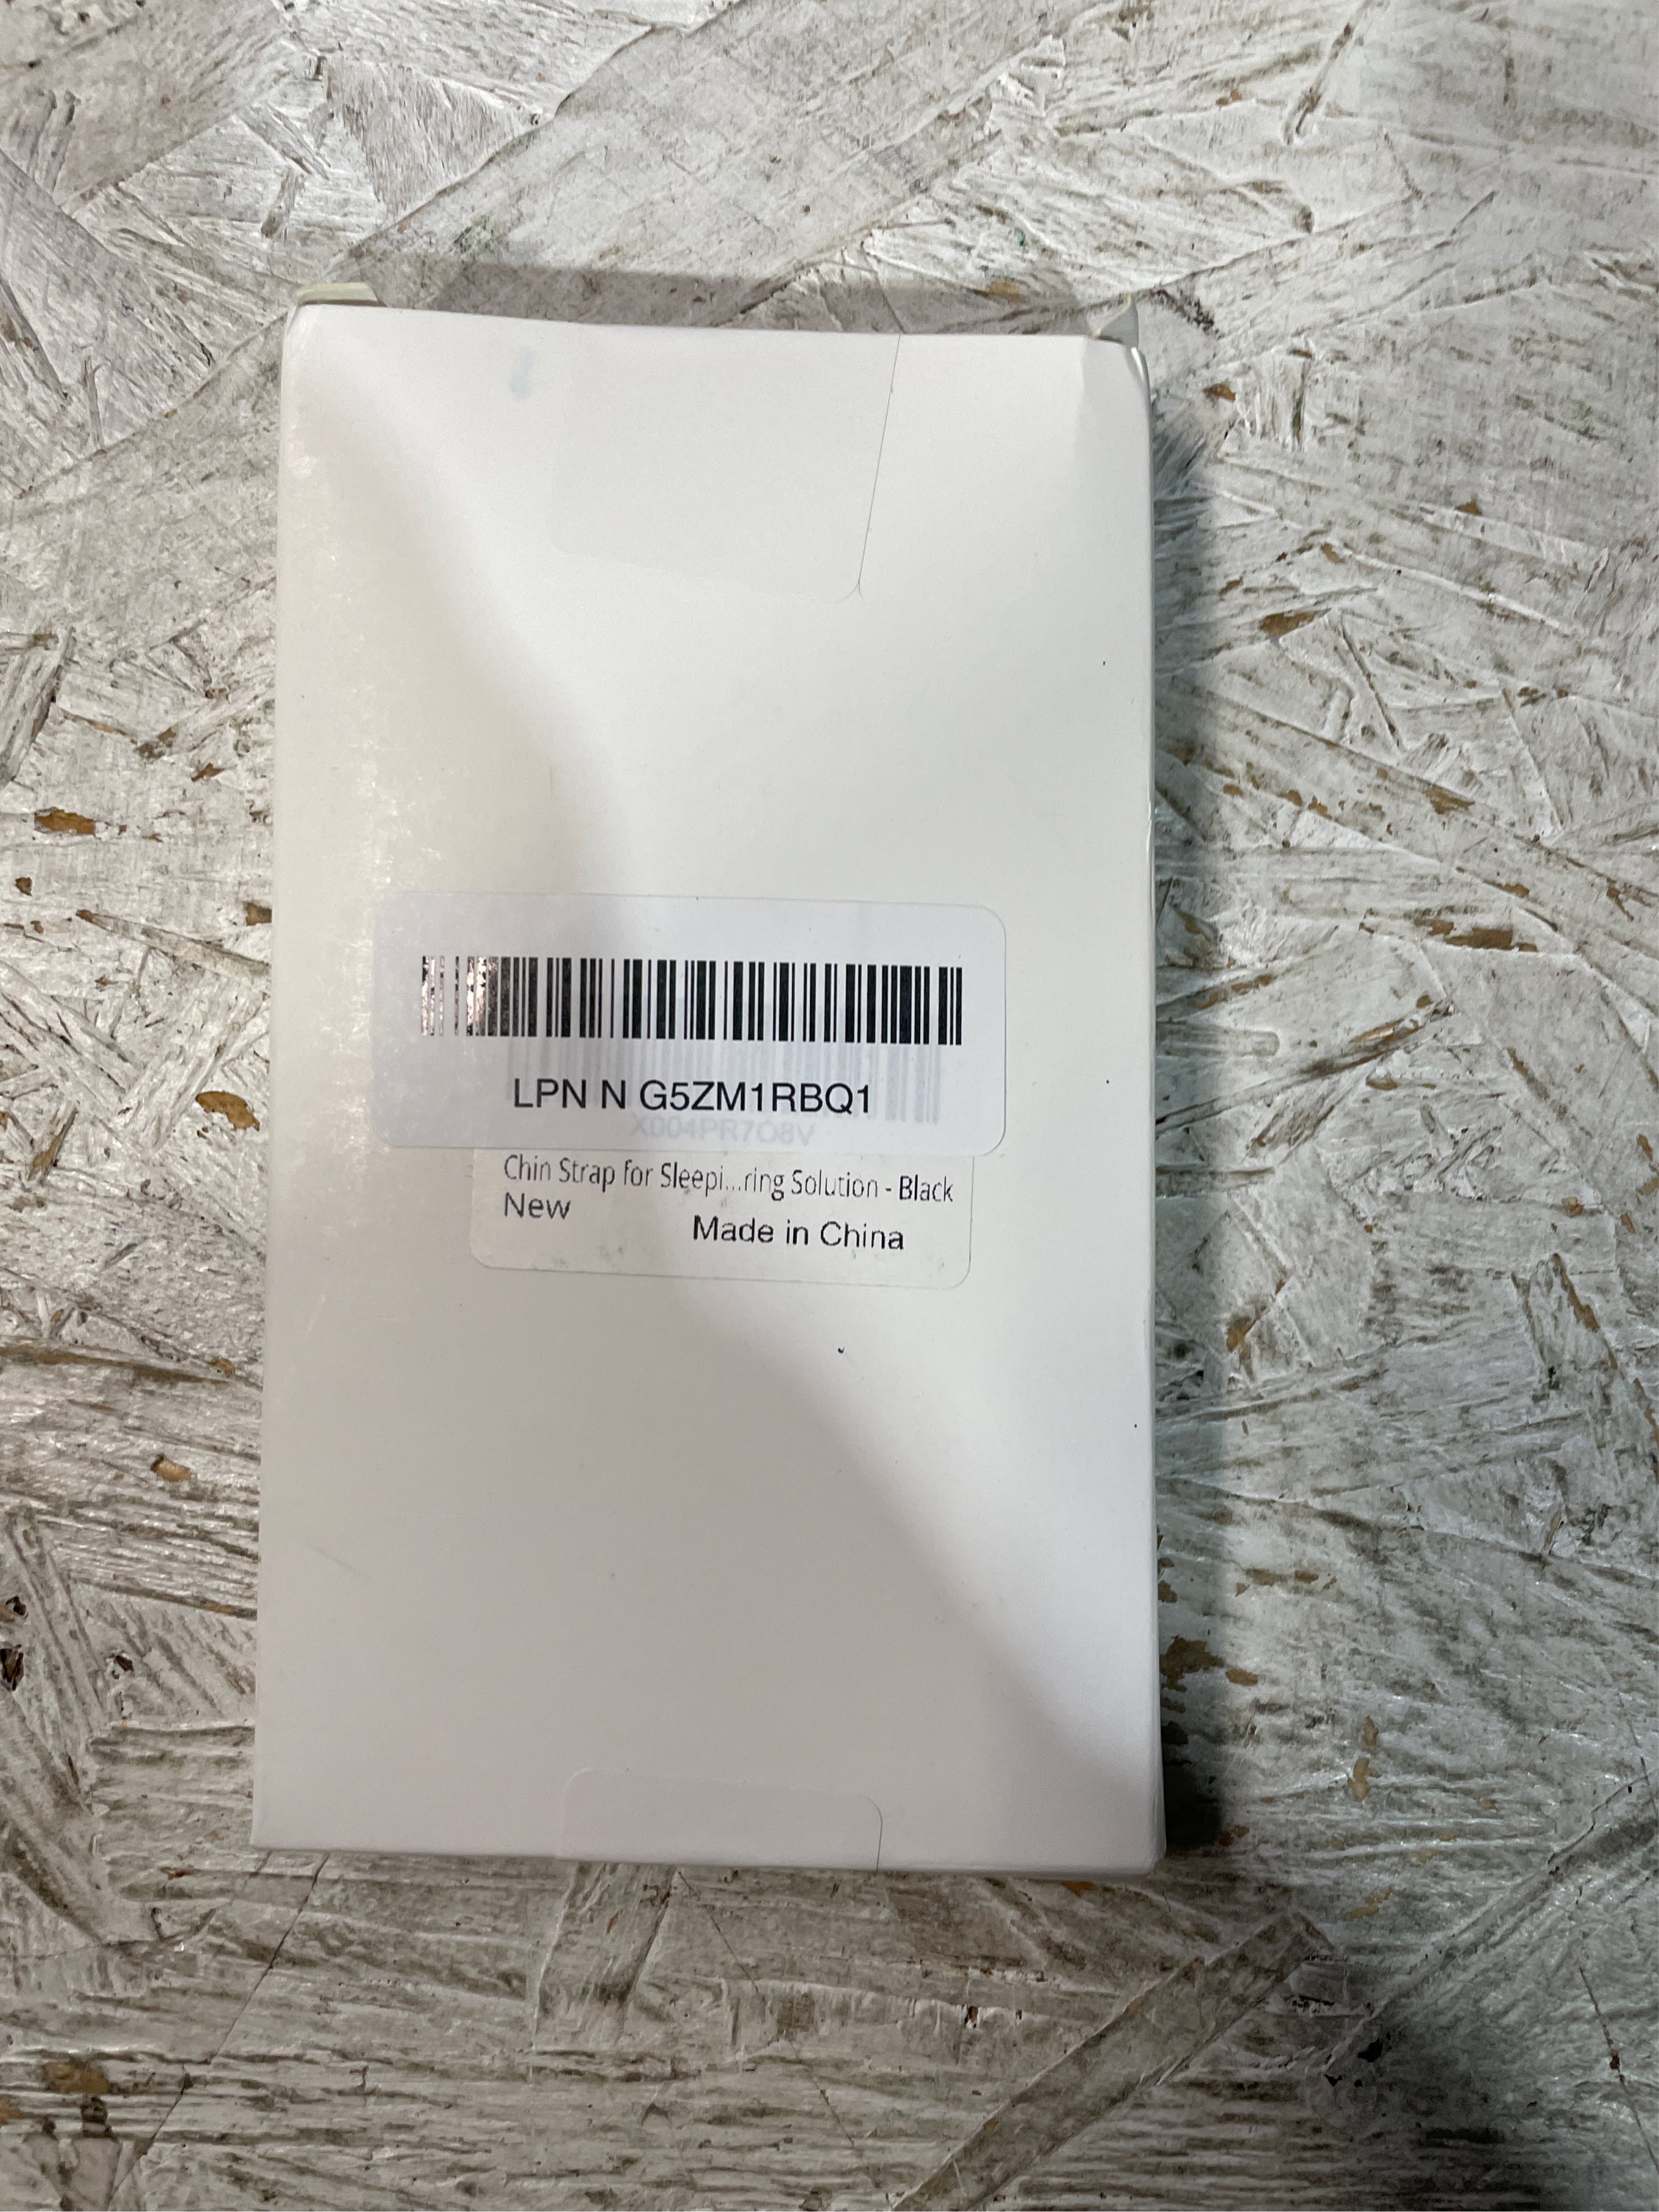 LPN N G5ZM1RBQ1
X004PR7O8V
Chin Strap for Sleepi...ring Solution - Black
New
Made in China